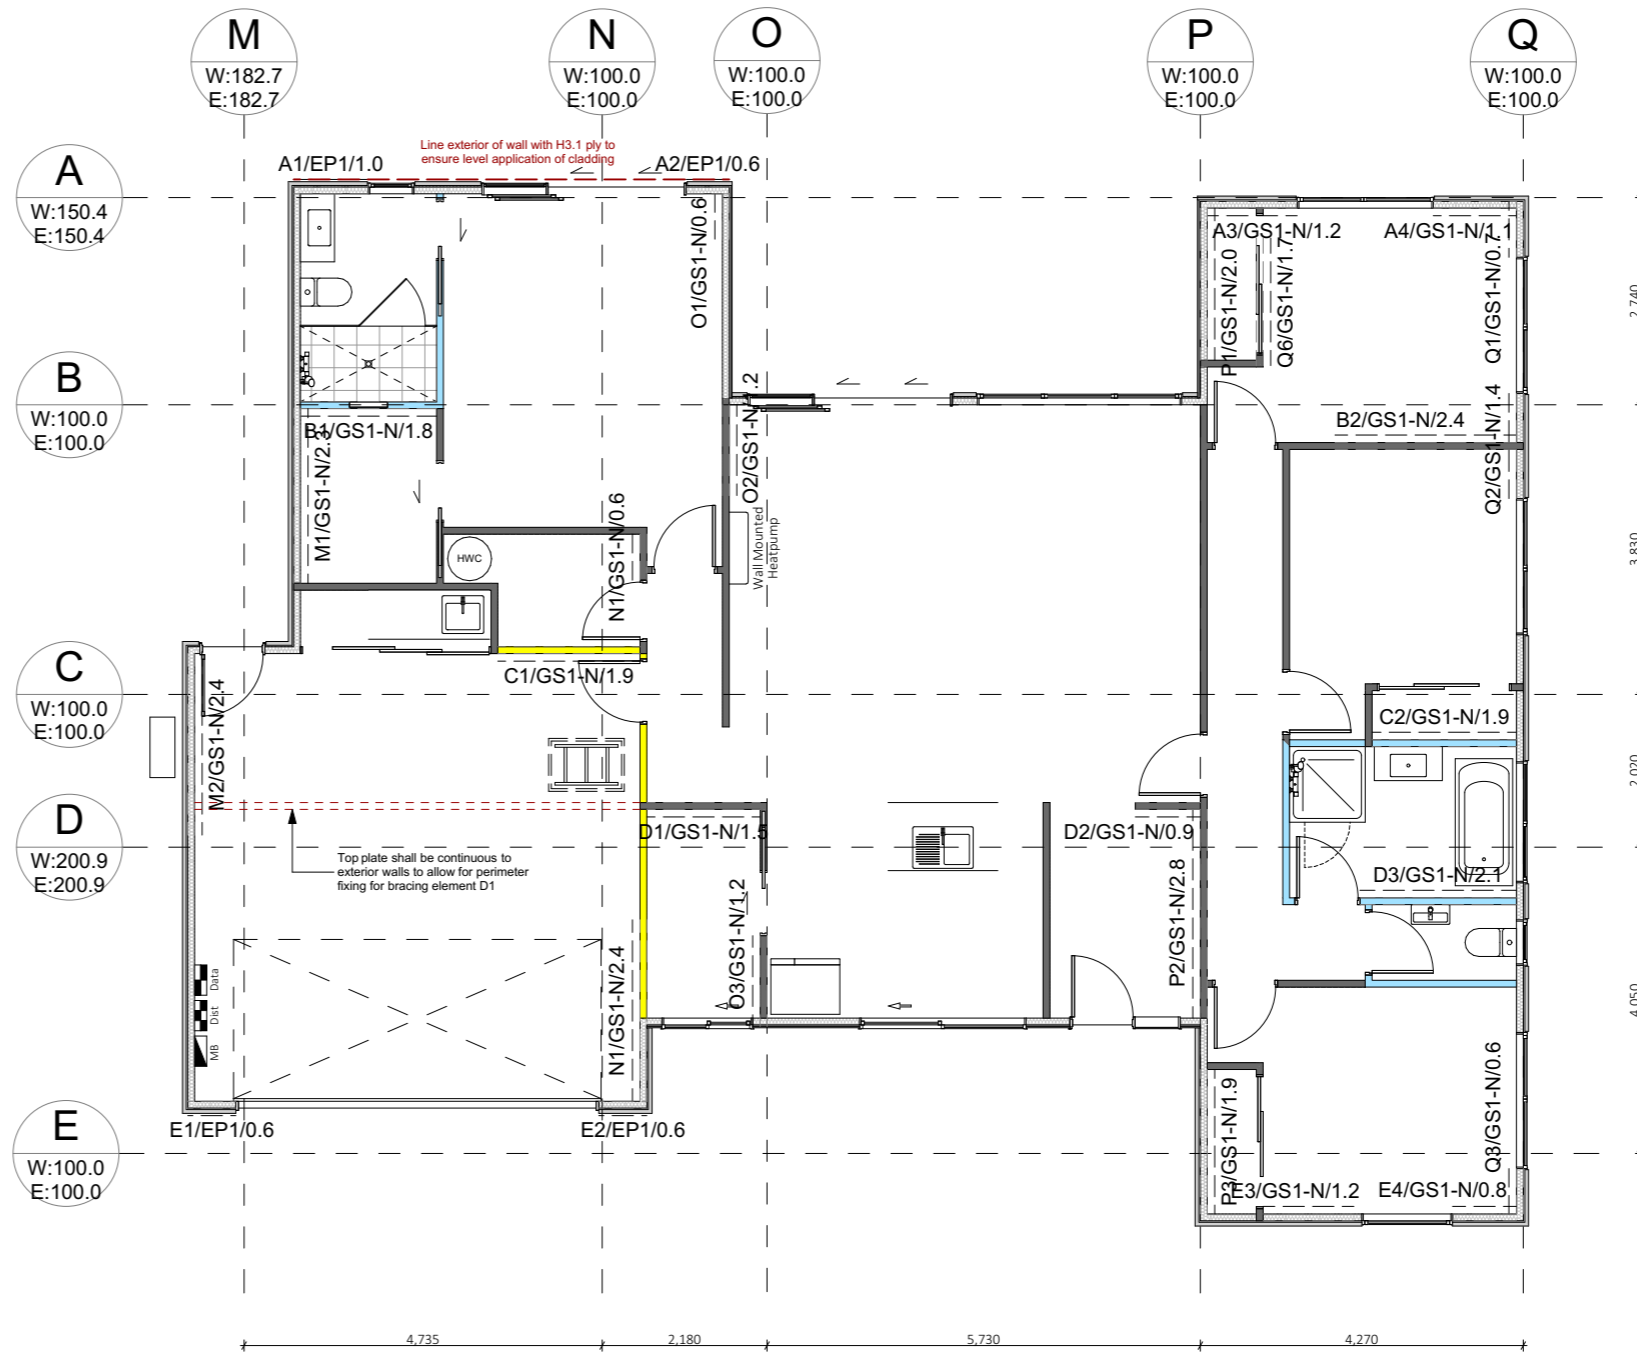 M
W:182.7
E:182.7
N
W:100.0
E:100.0
O
W:100.0
E:100.0
P
W:100.0
E:100.0
Q
W:100.0
E:100.0
Line exterior of wall with H3.1 ply to
ensure level application of cladding
A1/EP1/1.0
A2/EP1/0.6
A
W:150.4
E:150.4
O1/GS1-N/0.6
A3/GS1-N/1.2
A4/GS1-N/1.1
P1/GS1-N/2.0
Q6/GS1-N/1.7
Q1/GS1-N/0.7
2,740
B
W:100.0
E:100.0
B1/GS1-N/1.8
M1/GS1-N/2.3
O2/GS1-N/1.2
B2/GS1-N/2.4
Q2/GS1-N/1.4
HWC
N1/GS1-N/0.6
Wall Mounted
Heatpump
3,830
C
W:100.0
E:100.0
C1/GS1-N/1.9
M2/GS1-N/2.4
C2/GS1-N/1.9
2,020
D
W:200.9
E:200.9
D1/GS1-N/1.5
D2/GS1-N/0.9
Top plate shall be continuous to
exterior walls to allow for perimeter
fixing for bracing element D1
D3/GS1-N/2.1
O3/GS1-N/1.2
P2/GS1-N/2.8
N1/GS1-N/2.4
Data
Dist
MB
4,050
E
W:100.0
E:100.0
E1/EP1/0.6
E2/EP1/0.6
P3/GS1-N/1.9
Q3/GS1-N/0.6
E3/GS1-N/1.2
E4/GS1-N/0.8
4,735
2,180
5,730
4,270